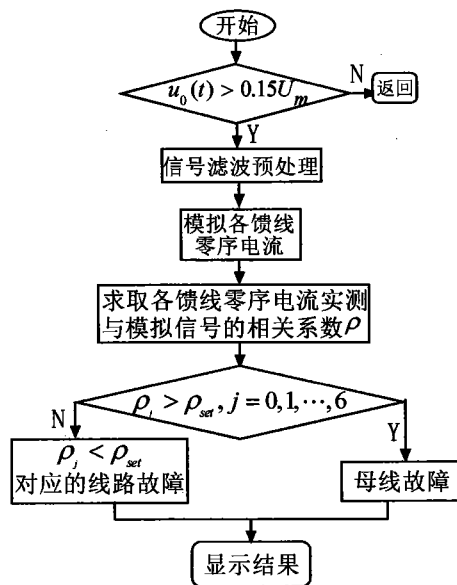 开始
u₀(t) > 0.15Uₘ
N
返回
Y
信号滤波预处理
模拟各馈线
零序电流
求取各馈线零序电流实测
与模拟信号的相关系数ρ
ρⱼ > ρ_set, j = 0,1,⋯,6
N
Y
ρⱼ < ρ_set
对应的线路故障
母线故障
显示结果